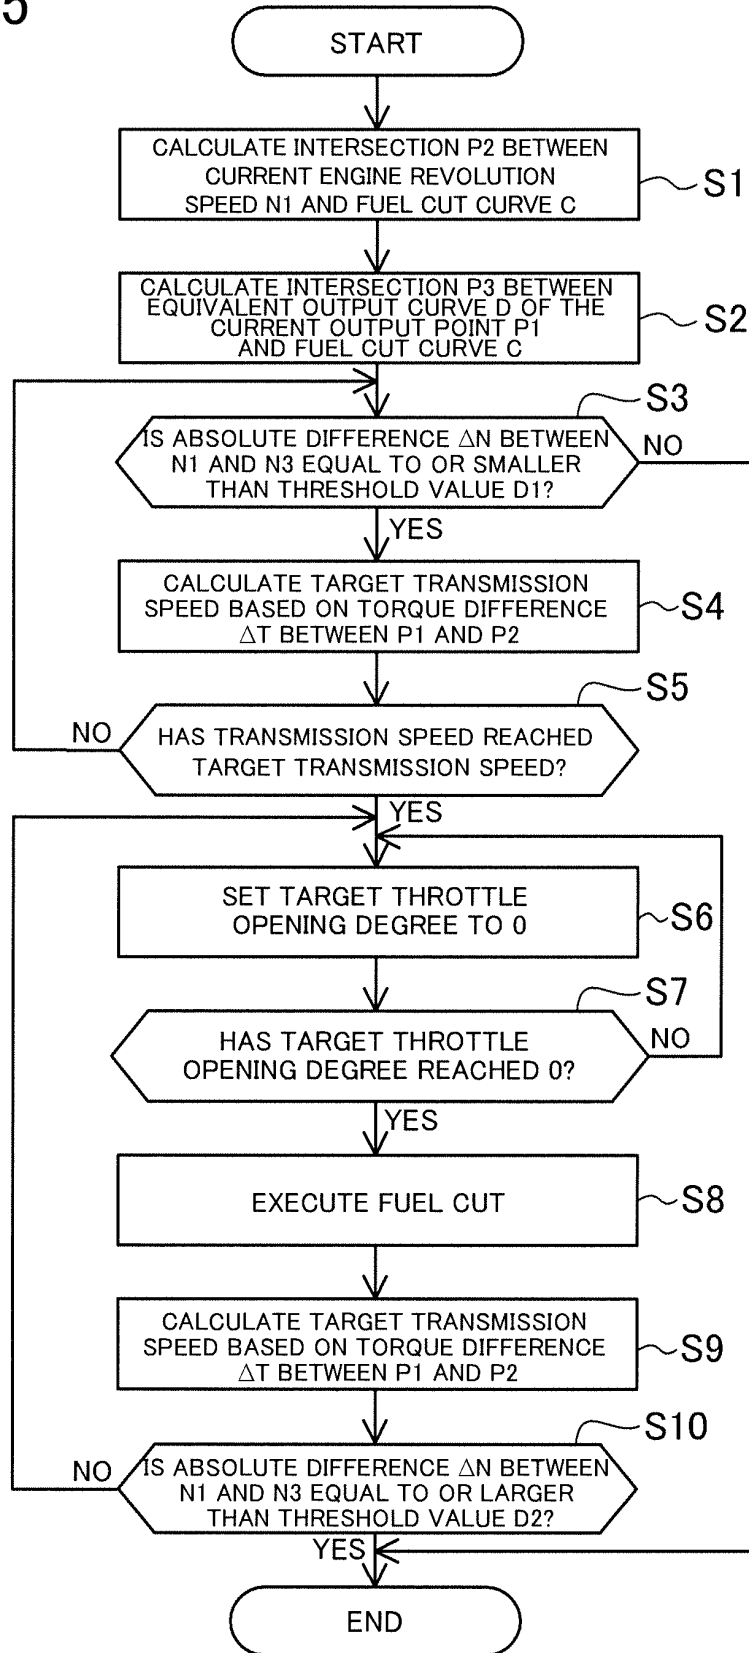 5
START
CALCULATE INTERSECTION P2 BETWEEN
CURRENT ENGINE REVOLUTION
SPEED N1 AND FUEL CUT CURVE C
S1
CALCULATE INTERSECTION P3 BETWEEN
EQUIVALENT OUTPUT CURVE D OF THE
CURRENT OUTPUT POINT P1
AND FUEL CUT CURVE C
S2
S3
IS ABSOLUTE DIFFERENCE ΔN BETWEEN
N1 AND N3 EQUAL TO OR SMALLER
THAN THRESHOLD VALUE D1?
NO
YES
CALCULATE TARGET TRANSMISSION
SPEED BASED ON TORQUE DIFFERENCE
ΔT BETWEEN P1 AND P2
S4
S5
HAS TRANSMISSION SPEED REACHED
TARGET TRANSMISSION SPEED?
NO
YES
SET TARGET THROTTLE
OPENING DEGREE TO 0
S6
S7
HAS TARGET THROTTLE
OPENING DEGREE REACHED 0?
NO
YES
EXECUTE FUEL CUT
S8
CALCULATE TARGET TRANSMISSION
SPEED BASED ON TORQUE DIFFERENCE
ΔT BETWEEN P1 AND P2
S9
S10
IS ABSOLUTE DIFFERENCE ΔN BETWEEN
N1 AND N3 EQUAL TO OR LARGER
THAN THRESHOLD VALUE D2?
NO
YES
END